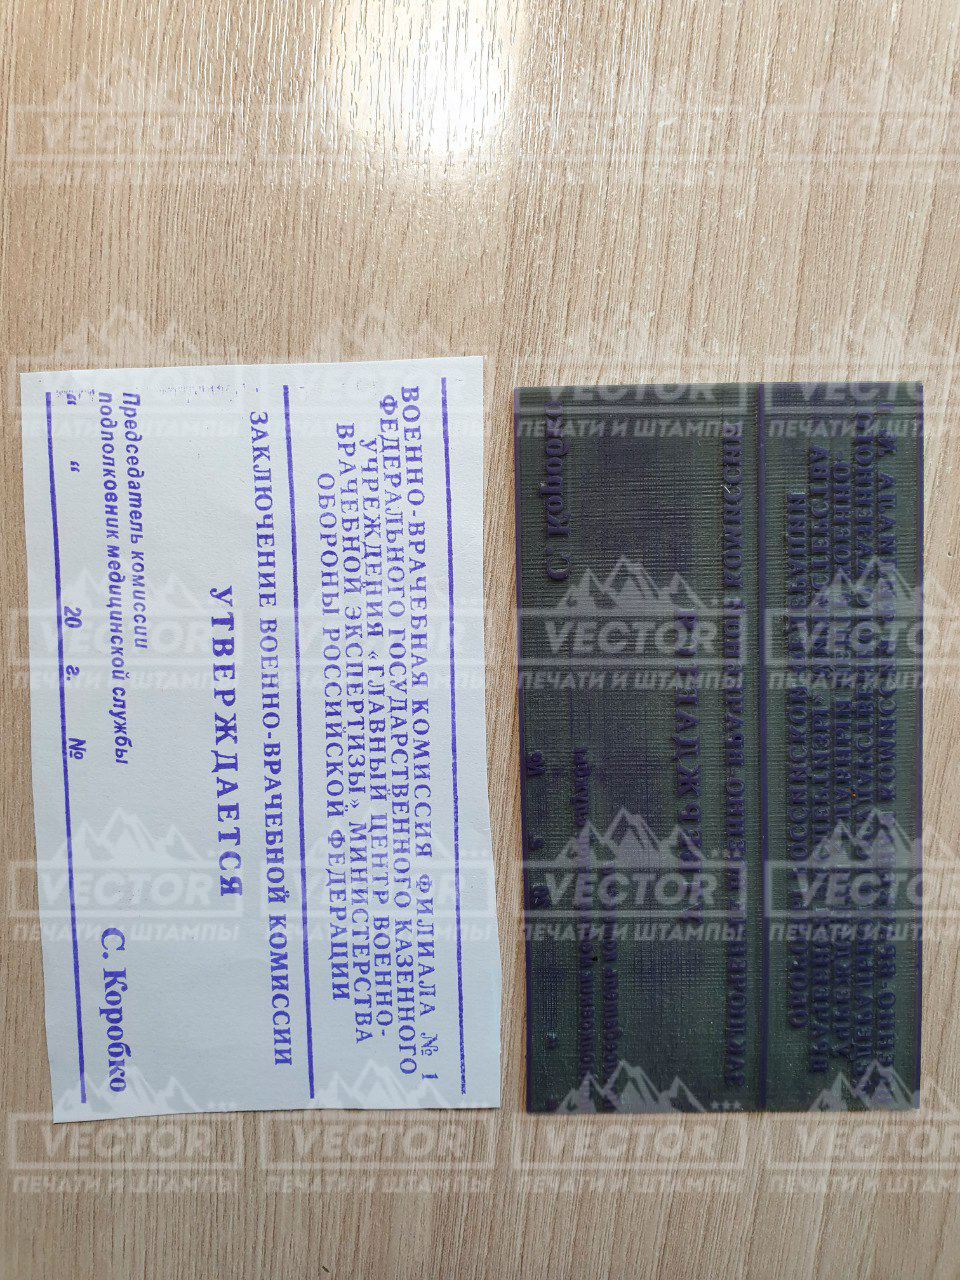 ВОЕННО-ВРАЧЕБНАЯ КОМИССИЯ ФИЛИАЛА № 1
ФЕДЕРАЛЬНОГО ГОСУДАРСТВЕННОГО КАЗЕННОГО
УЧРЕЖДЕНИЯ «ГЛАВНЫЙ ЦЕНТР ВОЕННО-
ВРАЧЕБНОЙ ЭКСПЕРТИЗЫ» МИНИСТЕРСТВА
ОБОРОНЫ РОССИЙСКОЙ ФЕДЕРАЦИИ
ЗАКЛЮЧЕНИЕ ВОЕННО-ВРАЧЕБНОЙ КОМИССИИ
УТВЕРЖДАЕТСЯ
Председатель комиссии
подполковник медицинской службы С. Коробко
“ “ 20 г. №
VECTOR
ПЕЧАТИ И ШТАМПЫ